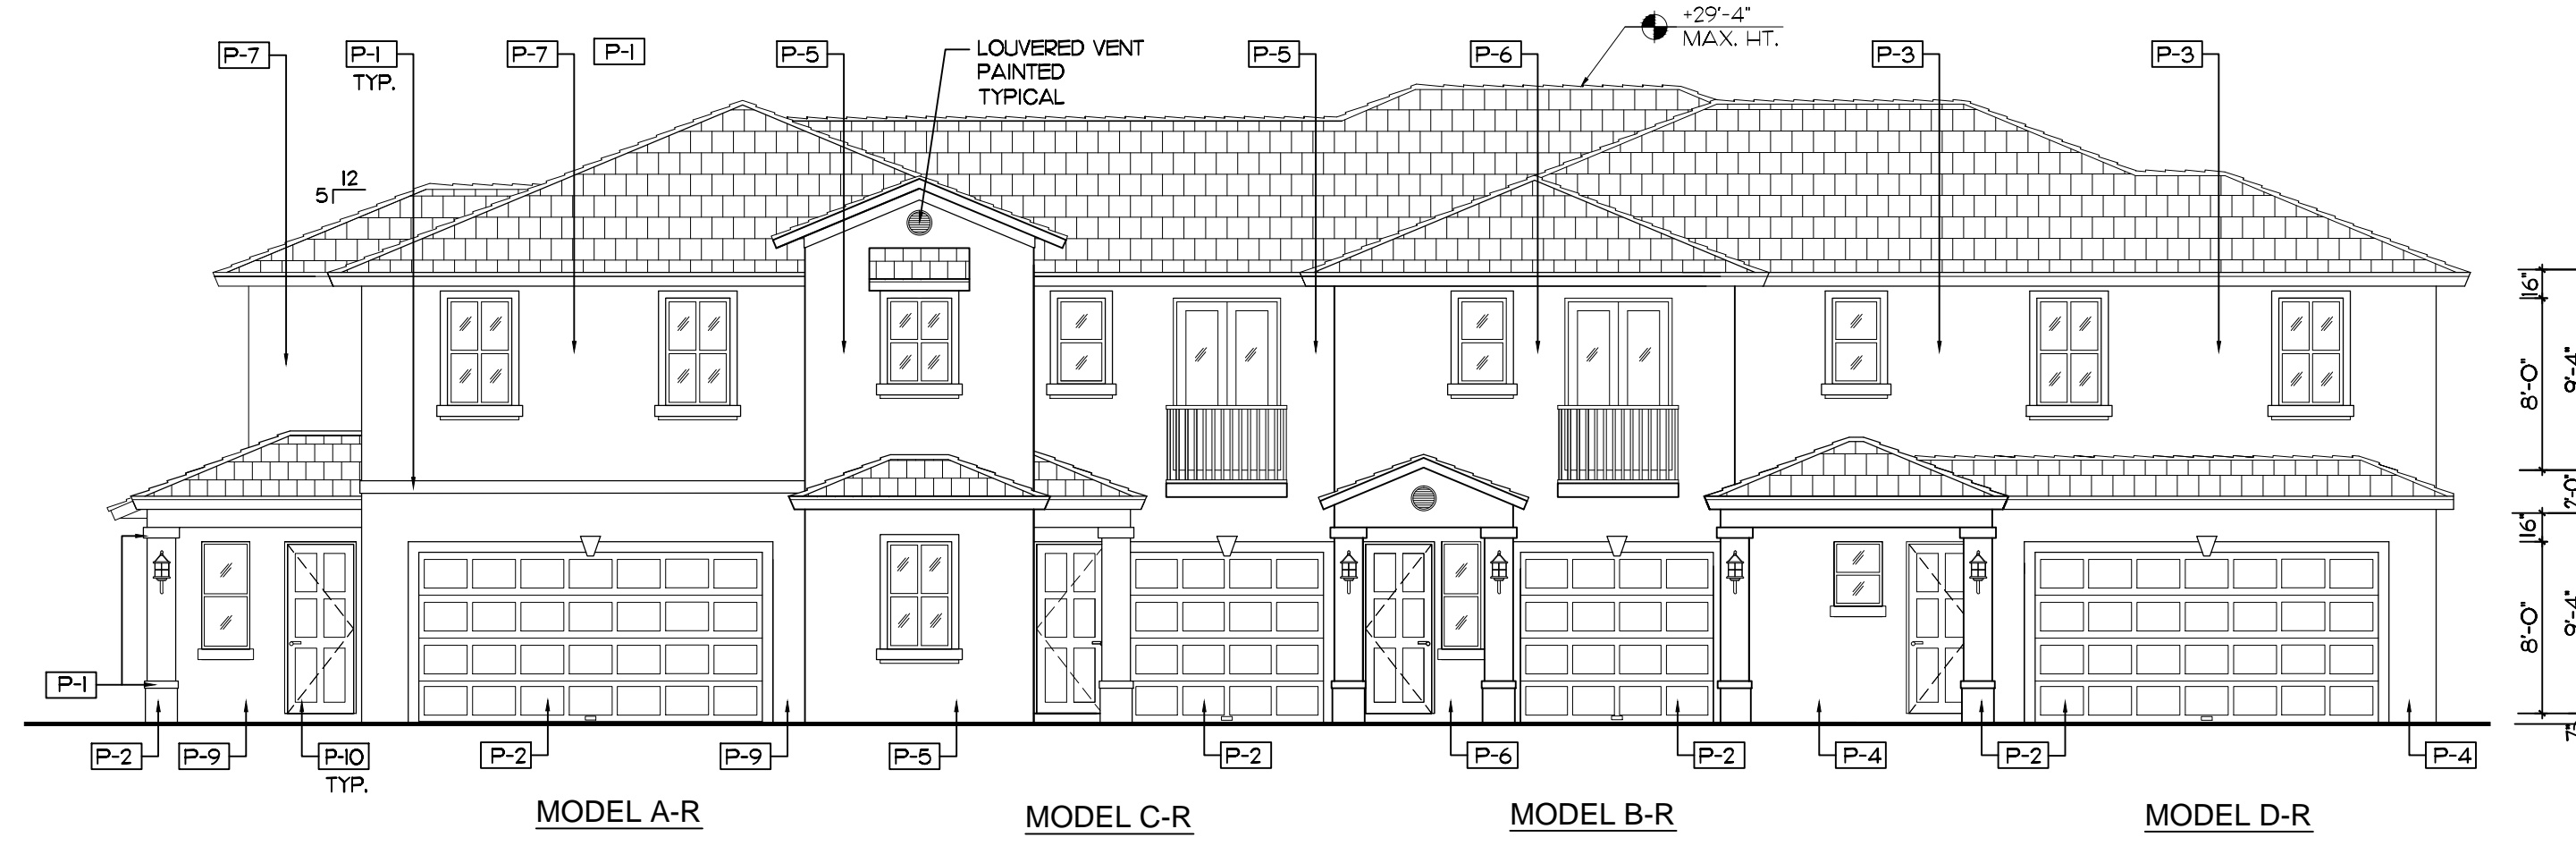 +29'-4"
MAX. HT.
P-7
P-1
TYP.
P-7
P-1
P-5
LOUVERED VENT
PAINTED
TYPICAL
P-5
P-6
P-3
P-3
12
5
16"
8'-0"
9'-4"
2'-0"
16"
8'-0"
9'-4"
P-1
P-2
P-9
P-10
TYP.
P-2
P-9
P-5
P-2
P-6
P-2
P-4
P-2
P-4
MODEL A-R
MODEL C-R
MODEL B-R
MODEL D-R